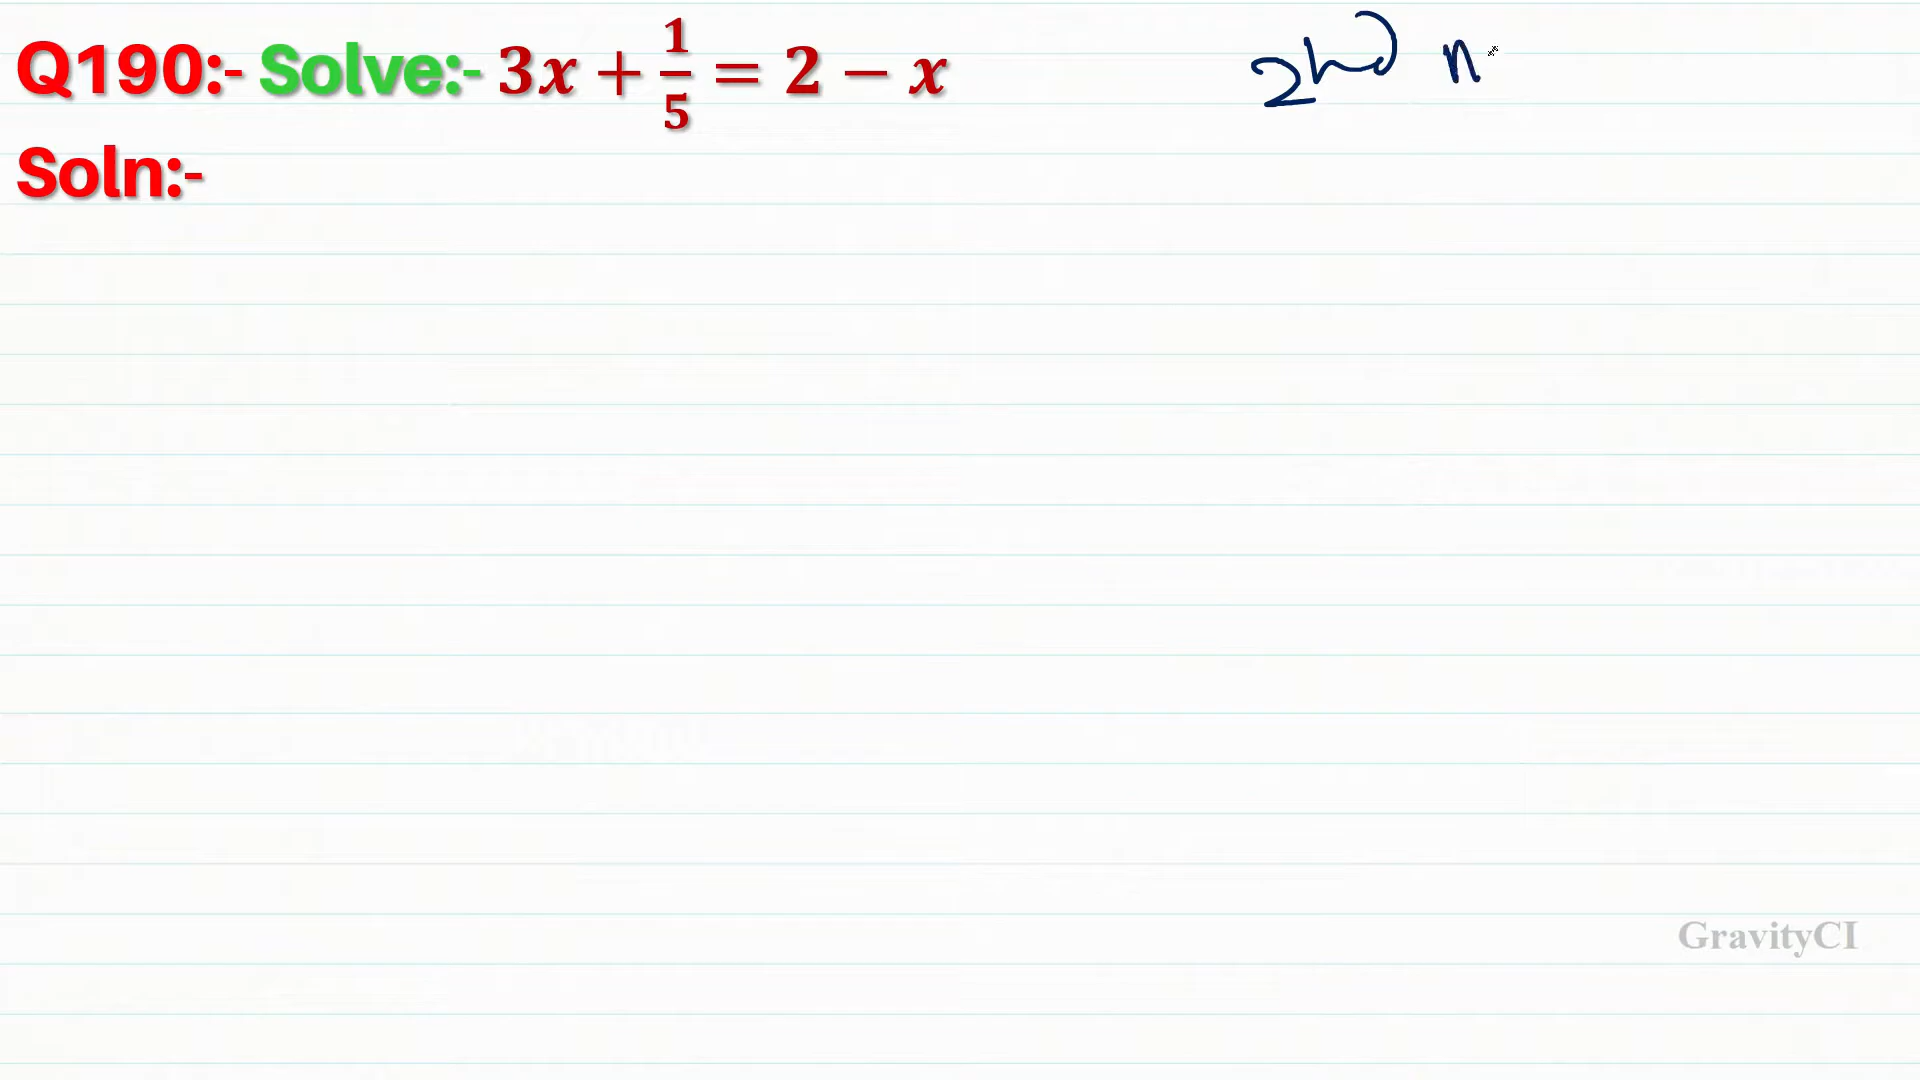 Q190:- Solve:- 3x + 1/5 = 2 − x
2nd
Soln:-
GravityCI